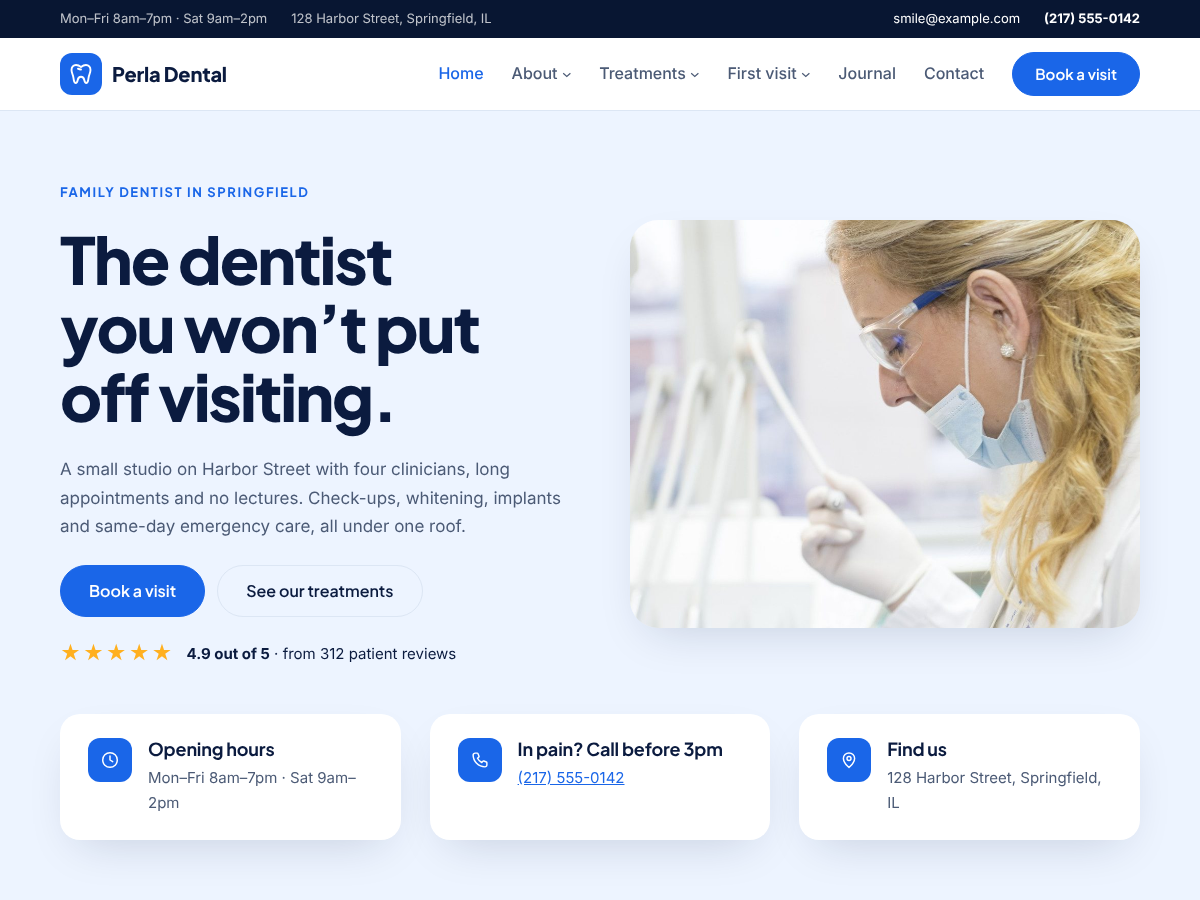 Mon–Fri 8am–7pm · Sat 9am–2pm
128 Harbor Street, Springfield, IL
smile@example.com
(217) 555-0142
Perla Dental
Home
About
Treatments
First visit
Journal
Contact
Book a visit
FAMILY DENTIST IN SPRINGFIELD
The dentist
you won’t put
off visiting.
A small studio on Harbor Street with four clinicians, long
appointments and no lectures. Check-ups, whitening, implants
and same-day emergency care, all under one roof.
Book a visit
See our treatments
4.9 out of 5 · from 312 patient reviews
Opening hours
Mon–Fri 8am–7pm · Sat 9am–
2pm
In pain? Call before 3pm
(217) 555-0142
Find us
128 Harbor Street, Springfield,
IL